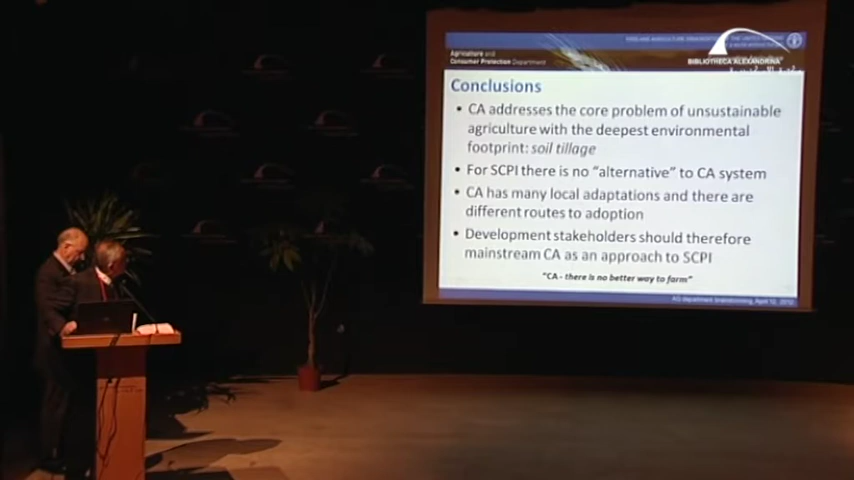 BIBLIOTHECA ALEXANDRINA
Agriculture and
Consumer Protection Department
Conclusions
• CA addresses the core problem of unsustainable
agriculture with the deepest environmental
footprint: soil tillage
• For SCPI there is no “alternative” to CA system
• CA has many local adaptations and there are
different routes to adoption
• Development stakeholders should therefore
mainstream CA as an approach to SCPI
"CA - there is no better way to farm"
AG department brainstorming, April 12, 2012